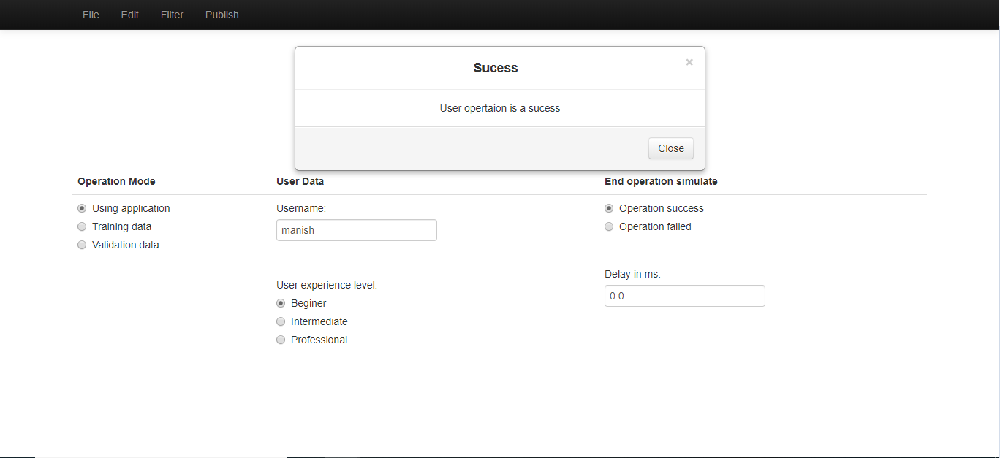 File Edit Filter Publish
Sucess
×
User opertaion is a sucess
Close
Operation Mode
Using application
Training data
Validation data
User Data
Username:
manish
User experience level:
Beginer
Intermediate
Professional
End operation simulate
Operation success
Operation failed
Delay in ms:
0.0